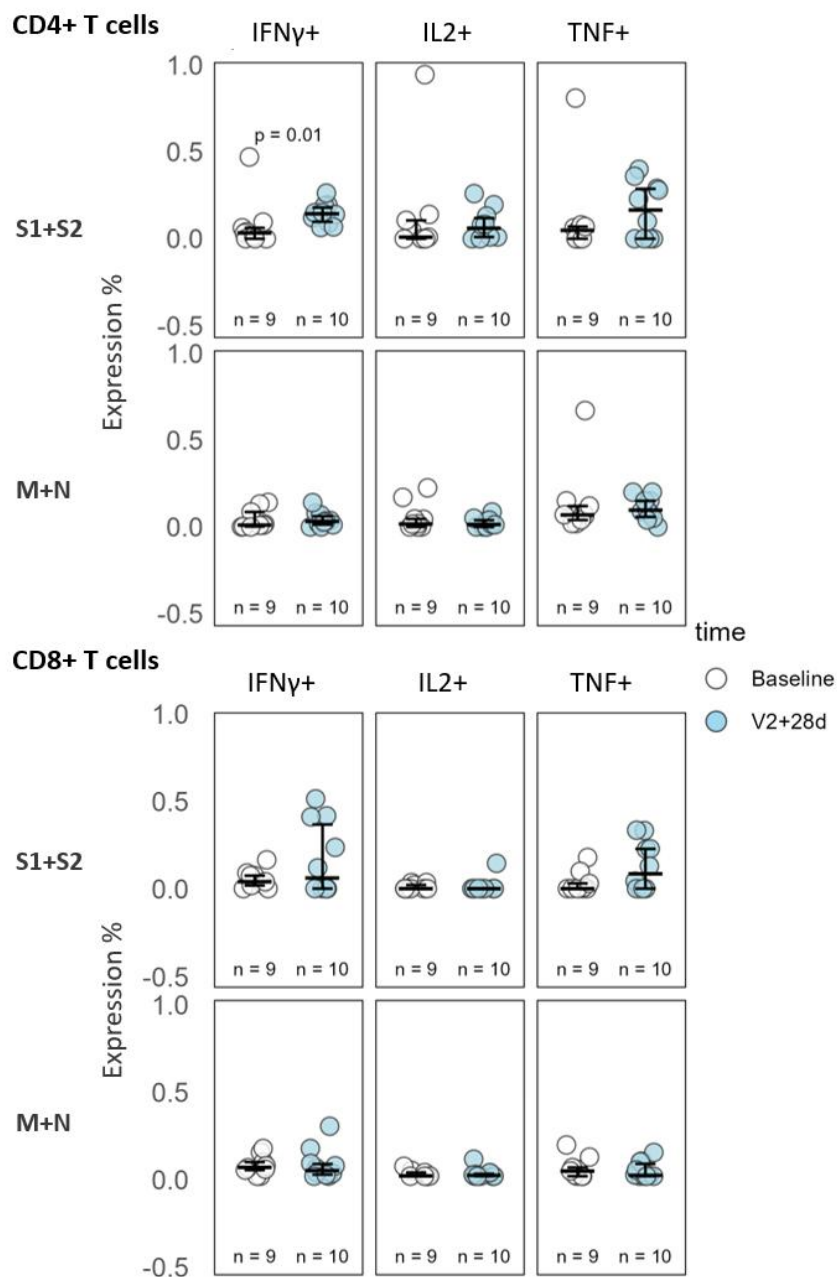 CD4+ T cells
IFNγ+ IL2+ TNF+
1.0
p = 0.01
0.5
S1+S2
0.0
-0.5
n = 9 n = 10 n = 9 n = 10 n = 9 n = 10
Expression %
1.0
0.5
M+N
0.0
-0.5
n = 9 n = 10 n = 9 n = 10 n = 9 n = 10
time
Baseline
V2+28d
CD8+ T cells
IFNγ+ IL2+ TNF+
1.0
0.5
S1+S2
0.0
-0.5
n = 9 n = 10 n = 9 n = 10 n = 9 n = 10
Expression %
1.0
0.5
M+N
0.0
-0.5
n = 9 n = 10 n = 9 n = 10 n = 9 n = 10